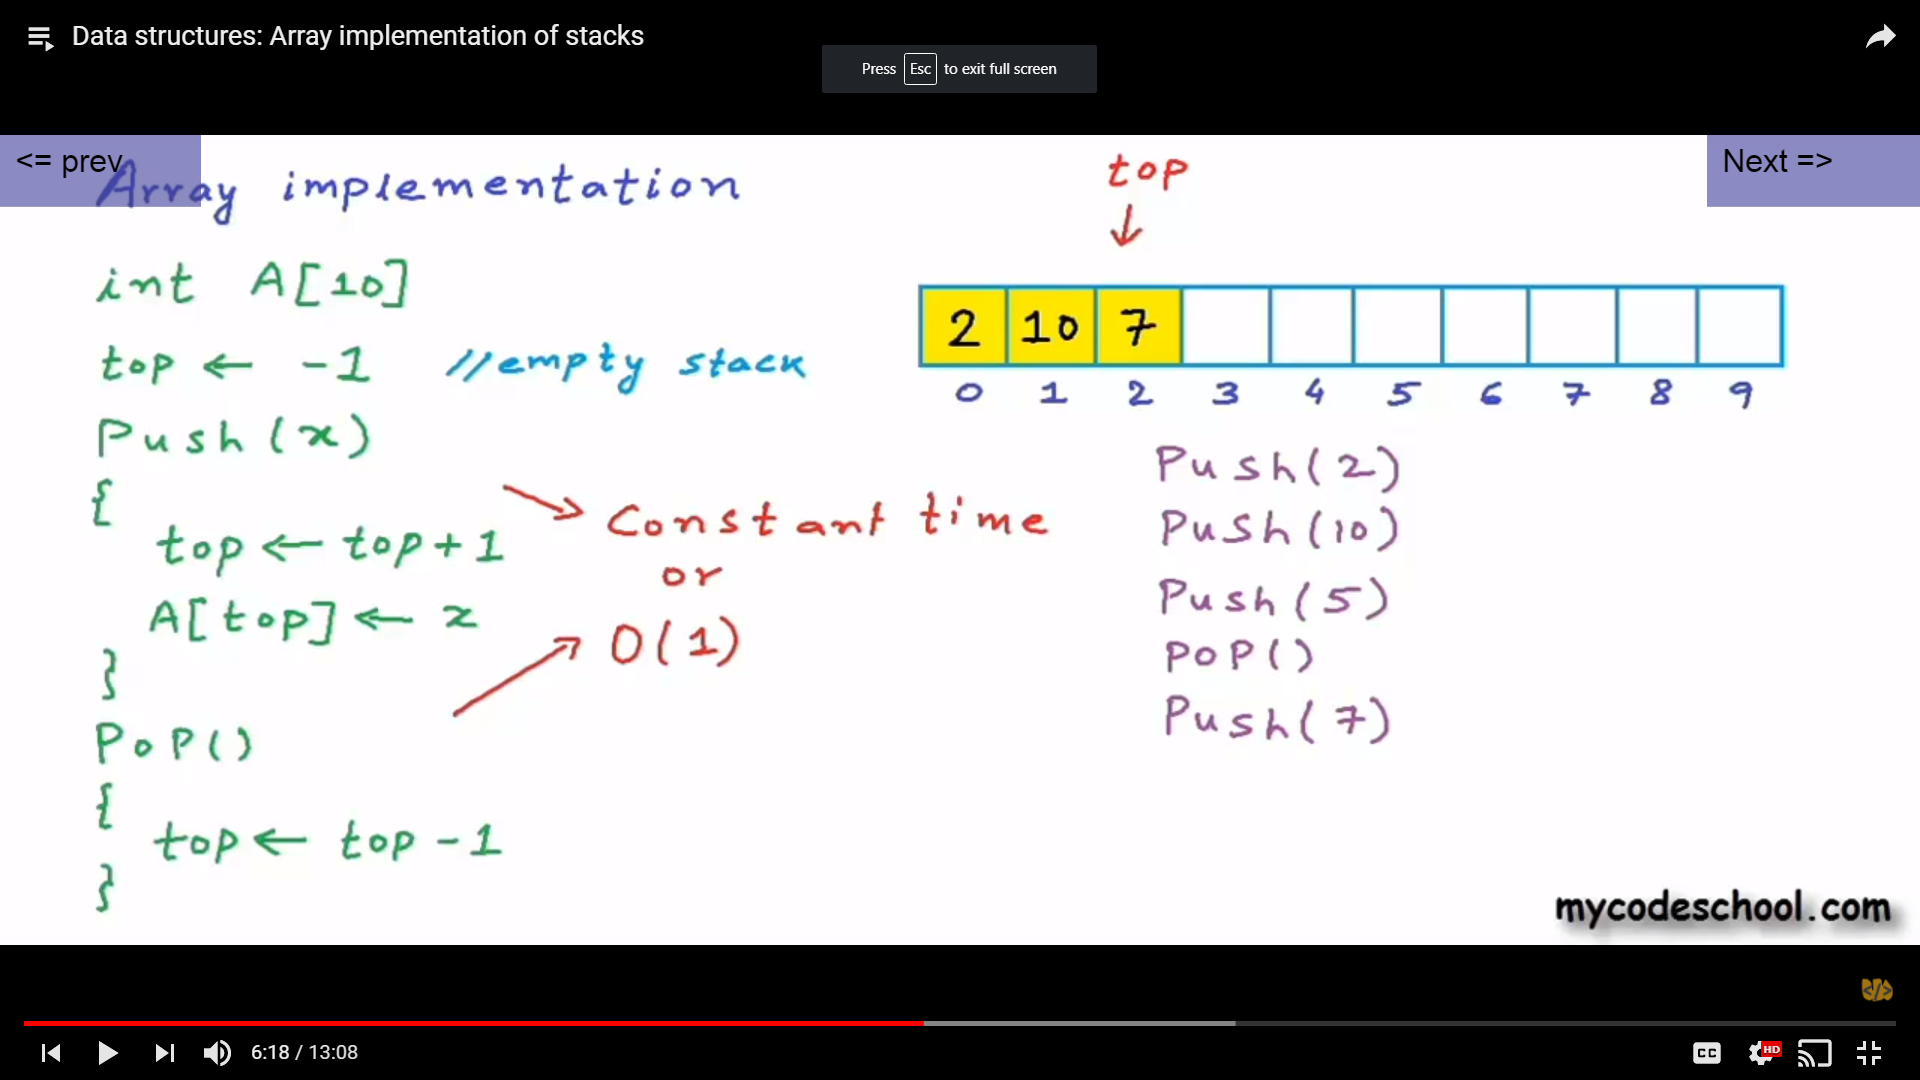 Data structures: Array implementation of stacks
Press Esc to exit full screen
<= prev
Next =>
Array implementation
top
int A[10]
2 10 7
top ← -1 //empty stack
0 1 2 3 4 5 6 7 8 9
Push(x)
{
top ← top+1
A[top] ← x
}
Constant time
or
O(1)
Push(2)
Push(10)
Push(5)
POP()
Push(7)
POP()
{
top ← top-1
}
mycodeschool.com
6:18 / 13:08
CC
HD